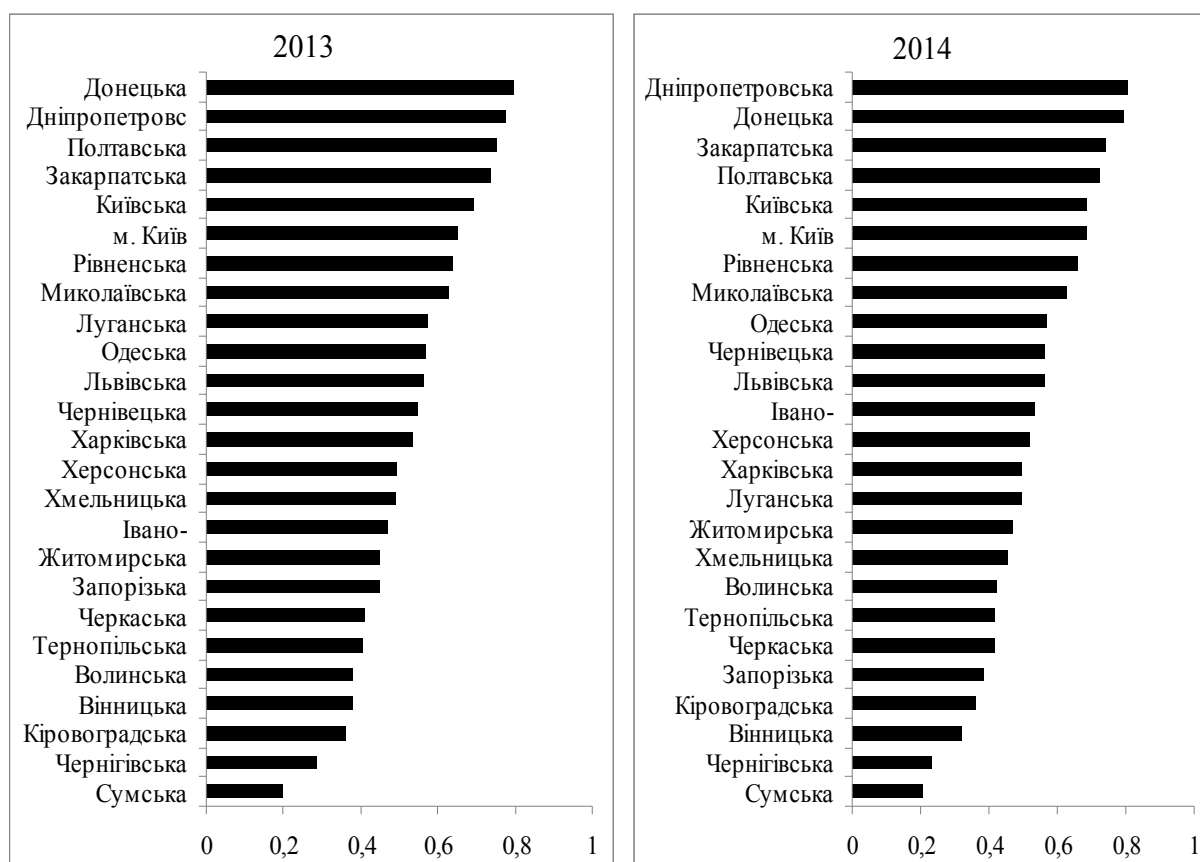 2013
Донецька
Дніпропетровс
Полтавська
Закарпатська
Київська
м. Київ
Рівненська
Миколаївська
Луганська
Одеська
Львівська
Чернівецька
Харківська
Херсонська
Хмельницька
Івано-
Житомирська
Запорізька
Черкаська
Тернопільська
Волинська
Вінницька
Кіровоградська
Чернігівська
Сумська
0 0,2 0,4 0,6 0,8 1
2014
Дніпропетровська
Донецька
Закарпатська
Полтавська
Київська
м. Київ
Рівненська
Миколаївська
Одеська
Чернівецька
Львівська
Івано-
Херсонська
Харківська
Луганська
Житомирська
Хмельницька
Волинська
Тернопільська
Черкаська
Запорізька
Кіровоградська
Вінницька
Чернігівська
Сумська
0 0,2 0,4 0,6 0,8 1